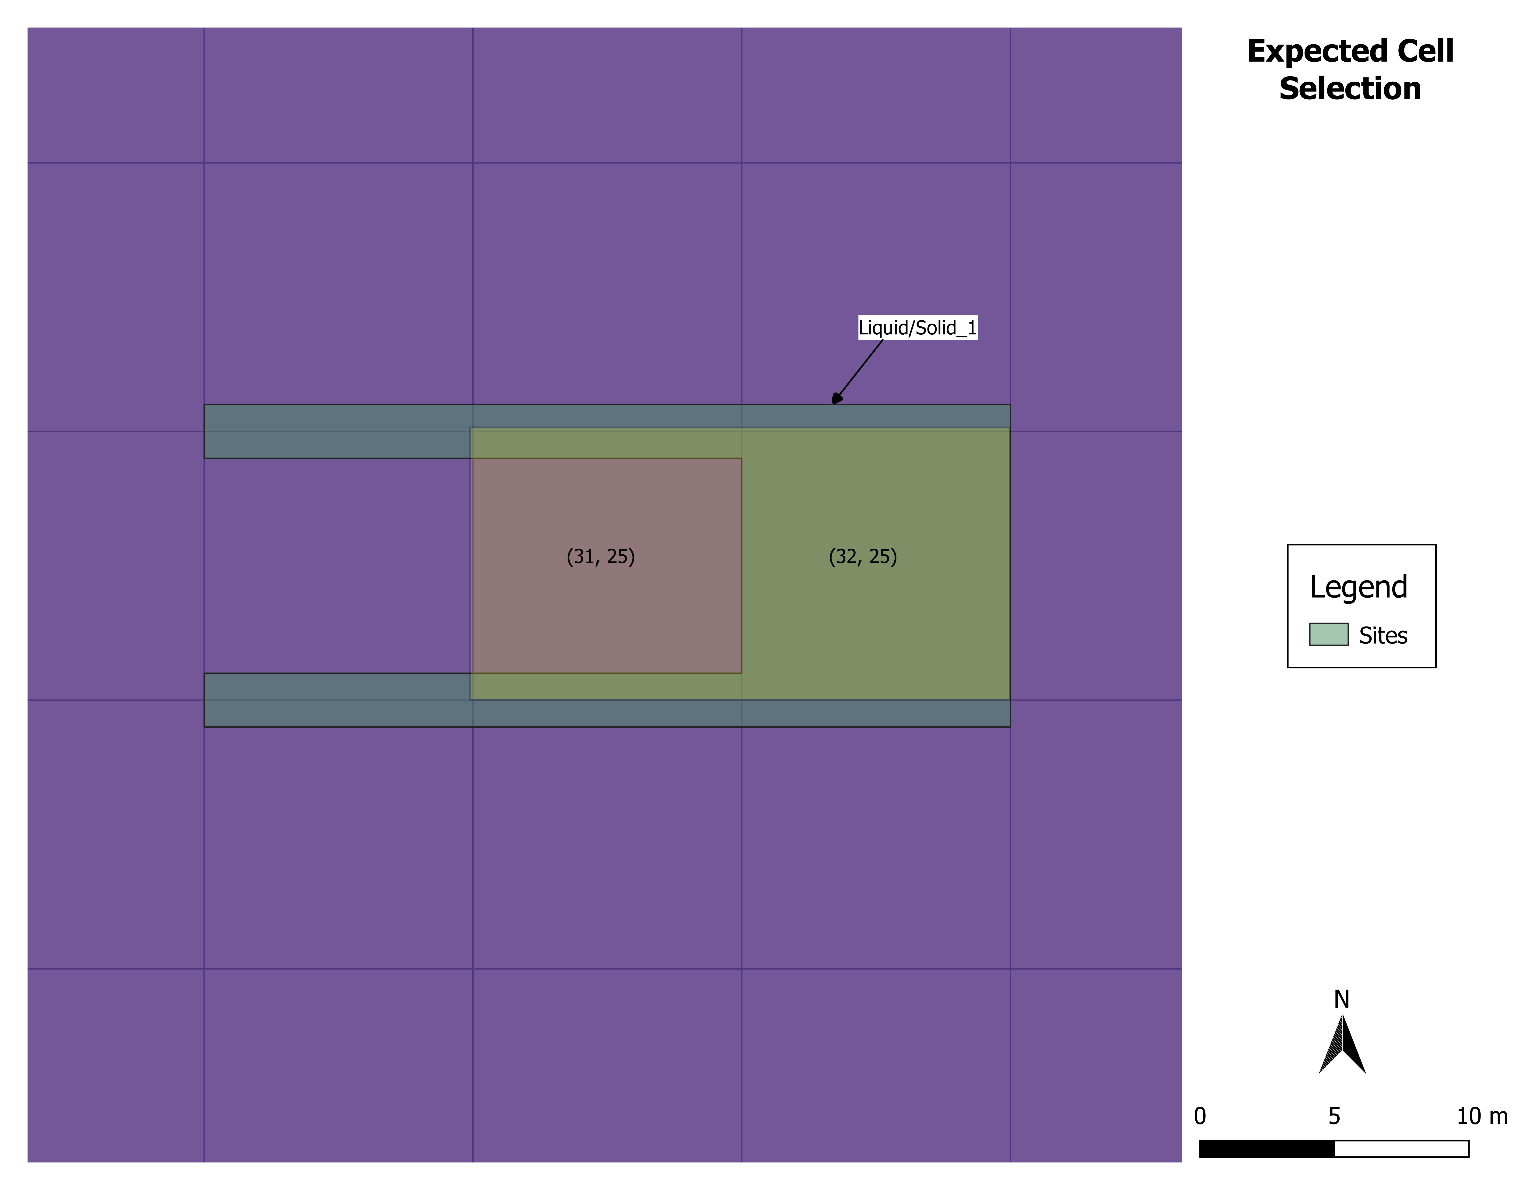 Expected Cell
Selection
Liquid/Solid_1
(31, 25)
(32, 25)
Legend
Sites
N
0
5
10 m